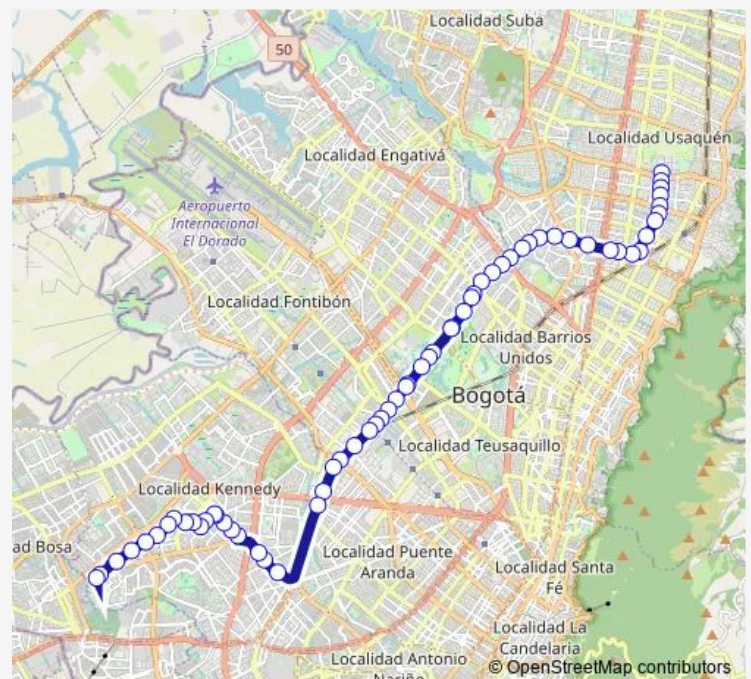 Localidad Suba
50
Localidad Usaquén
Localidad Engativá
Aeropuerto
Internacional
El Dorado
Localidad Fontibón
Localidad Barrios
Unidos
Bogotá
Localidad Teusaquillo
Localidad Kennedy
ad Bosa
Localidad Puente
Aranda
Localidad Santa
Fé
Localidad La
Candelaria
Localidad Antonio
Nariño
© OpenStreetMap contributors